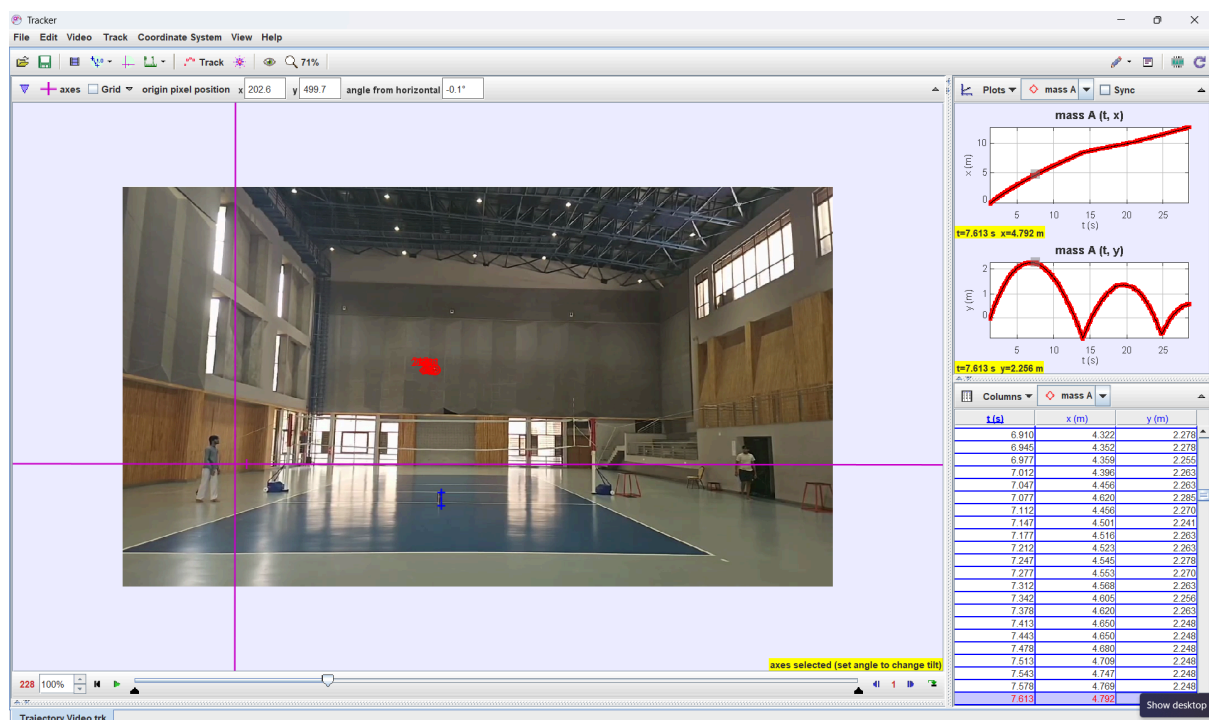 Tracker
File Edit Video Track Coordinate System View Help
Track 71%
axes Grid origin pixel position x 202.6 y 499.7 angle from horizontal -0.1°
Plots mass A Sync
mass A (t, x)
10
5
0
x (m)
5 10 15 20 25
t (s)
t=7.613 s x=4.792 m
mass A (t, y)
2
1
0
y (m)
5 10 15 20 25
t (s)
t=7.613 s y=2.256 m
Columns mass A
t (s) x (m) y (m)
6.910 4.322 2.278
6.945 4.352 2.278
6.977 4.359 2.255
7.012 4.396 2.263
7.047 4.456 2.263
7.077 4.620 2.285
7.112 4.456 2.270
7.147 4.501 2.241
7.177 4.516 2.263
7.212 4.523 2.263
7.247 4.545 2.278
7.277 4.553 2.270
7.312 4.568 2.263
7.342 4.605 2.256
7.378 4.620 2.263
7.413 4.650 2.248
7.443 4.650 2.248
7.478 4.680 2.248
7.513 4.709 2.248
7.543 4.747 2.248
7.578 4.769 2.248
7.613 4.792
Show desktop
axes selected (set angle to change tilt)
228 100% 1
Trajectory Video.trk